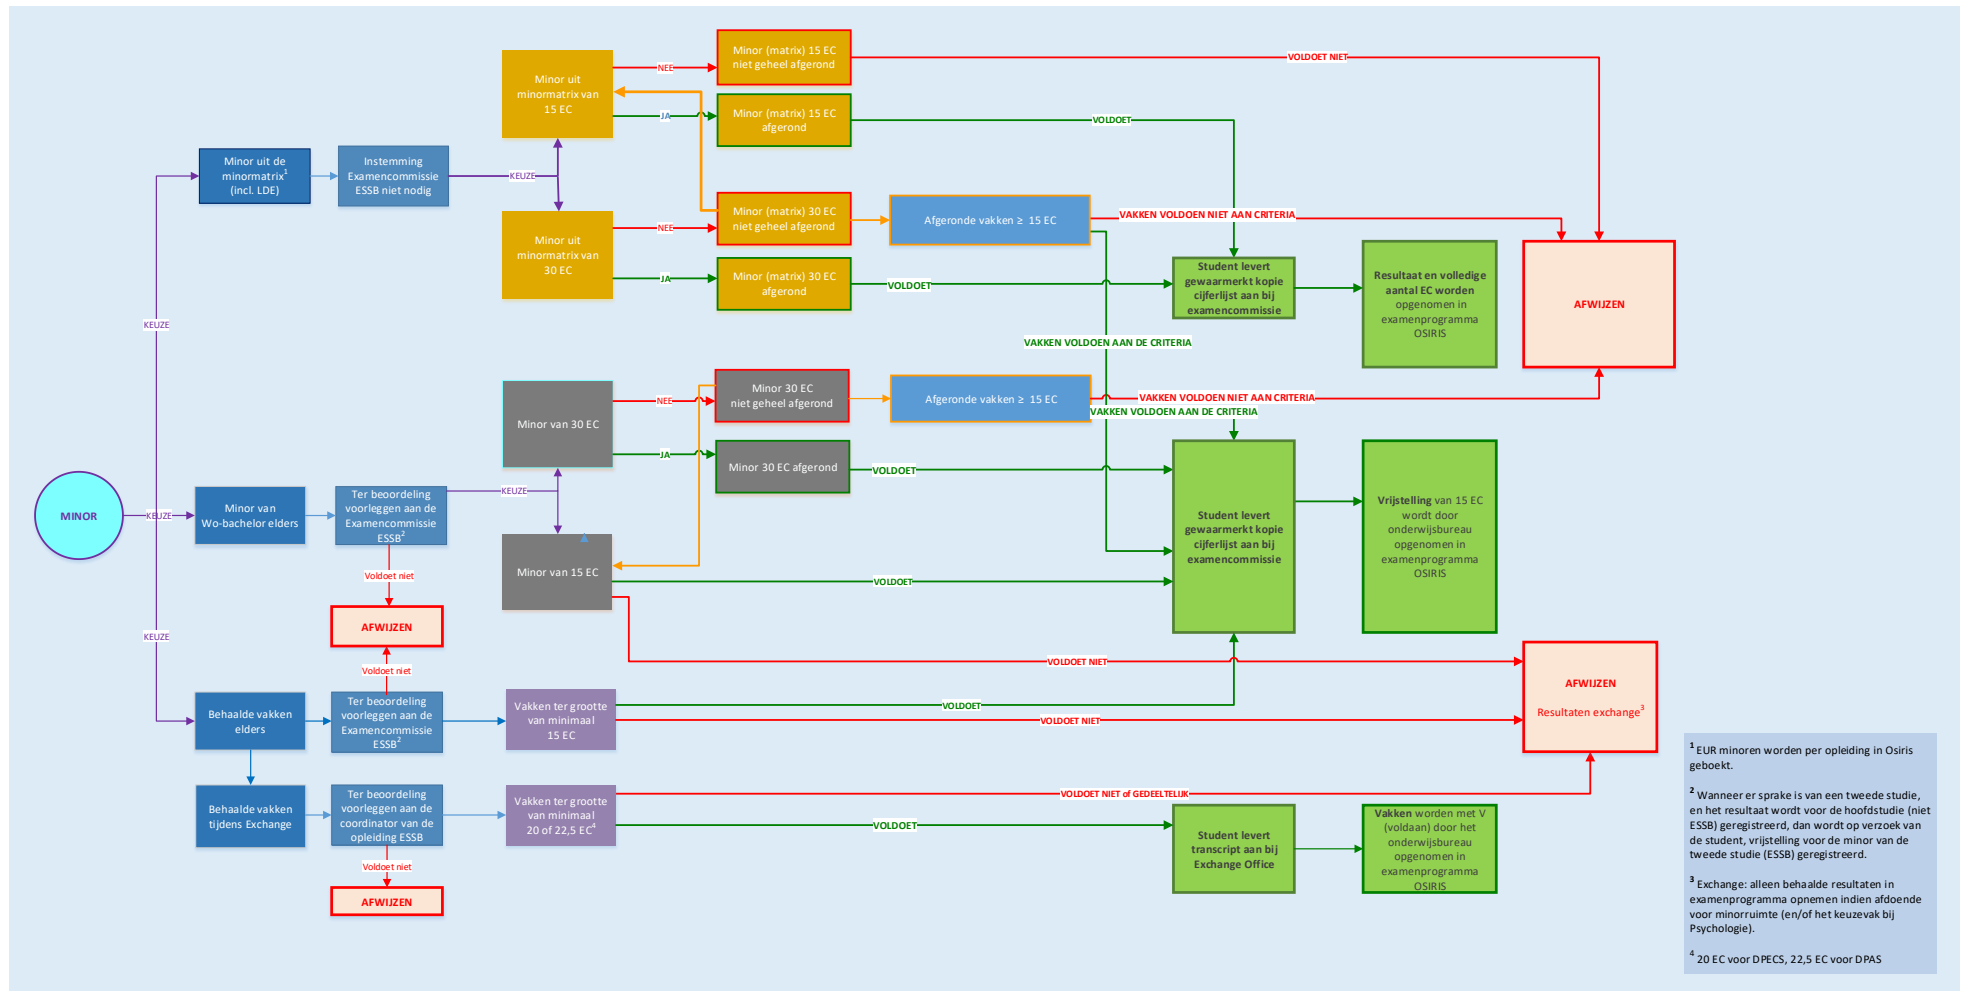 MINOR
KEUZE
KEUZE
KEUZE
Minor uit de
minormatrix1
(incl. LDE)
Instemming
Examencommissie
ESSB niet nodig
KEUZE
Minor uit
minormatrix van
15 EC
NEE
JA
Minor (matrix) 15 EC
niet geheel afgerond
VOLDOET NIET
Minor (matrix) 15 EC
afgerond
VOLDOET
Minor uit
minormatrix van
30 EC
NEE
JA
Minor (matrix) 30 EC
niet geheel afgerond
Afgeronde vakken ≥ 15 EC
VAKKEN VOLDOEN NIET AAN CRITERIA
Minor (matrix) 30 EC
afgerond
VOLDOET
Student levert
gewaarmerkt kopie
cijferlijst aan bij
examencommissie
Resultaat en volledige
aantal EC worden
opgenomen in
examenprogramma
OSIRIS
AFWIJZEN
VAKKEN VOLDOEN AAN DE CRITERIA
Minor van
Wo-bachelor elders
Ter beoordeling
voorleggen aan de
Examencommissie
ESSB2
KEUZE
Voldoet niet
AFWIJZEN
Voldoet niet
Minor van 30 EC
NEE
JA
Minor 30 EC
niet geheel afgerond
Afgeronde vakken ≥ 15 EC
VAKKEN VOLDOEN NIET AAN CRITERIA
VAKKEN VOLDOEN AAN DE CRITERIA
Minor 30 EC afgerond
VOLDOET
Minor van 15 EC
VOLDOET
VOLDOET NIET
Student levert
gewaarmerkt kopie
cijferlijst aan bij
examencommissie
Vrijstelling van 15 EC
wordt door
onderwijsbureau
opgenomen in
examenprogramma
OSIRIS
Behaalde vakken
elders
Ter beoordeling
voorleggen aan de
Examencommissie
ESSB2
Vakken ter grootte
van minimaal
15 EC
VOLDOET
VOLDOET NIET
AFWIJZEN
Resultaten exchange3
Behaalde vakken
tijdens Exchange
Ter beoordeling
voorleggen aan de
coordinator van de
opleiding ESSB
Voldoet niet
AFWIJZEN
Vakken ter grootte
van minimaal
20 of 22,5 EC4
VOLDOET NIET of GEDEELTELIJK
VOLDOET
Student levert
transcript aan bij
Exchange Office
Vakken worden met V
(voldaan) door het
onderwijsbureau
opgenomen in
examenprogramma
OSIRIS
1 EUR minoren worden per opleiding in Osiris
geboekt.
2 Wanneer er sprake is van een tweede studie,
en het resultaat wordt voor de hoofdstudie (niet
ESSB) geregistreerd, dan wordt op verzoek van
de student, vrijstelling voor de minor van de
tweede studie (ESSB) geregistreerd.
3 Exchange: alleen behaalde resultaten in
examenprogramma opnemen indien afdoende
voor minorruimte (en/of het keuzevak bij
Psychologie).
4 20 EC voor DPECS, 22,5 EC voor DPAS